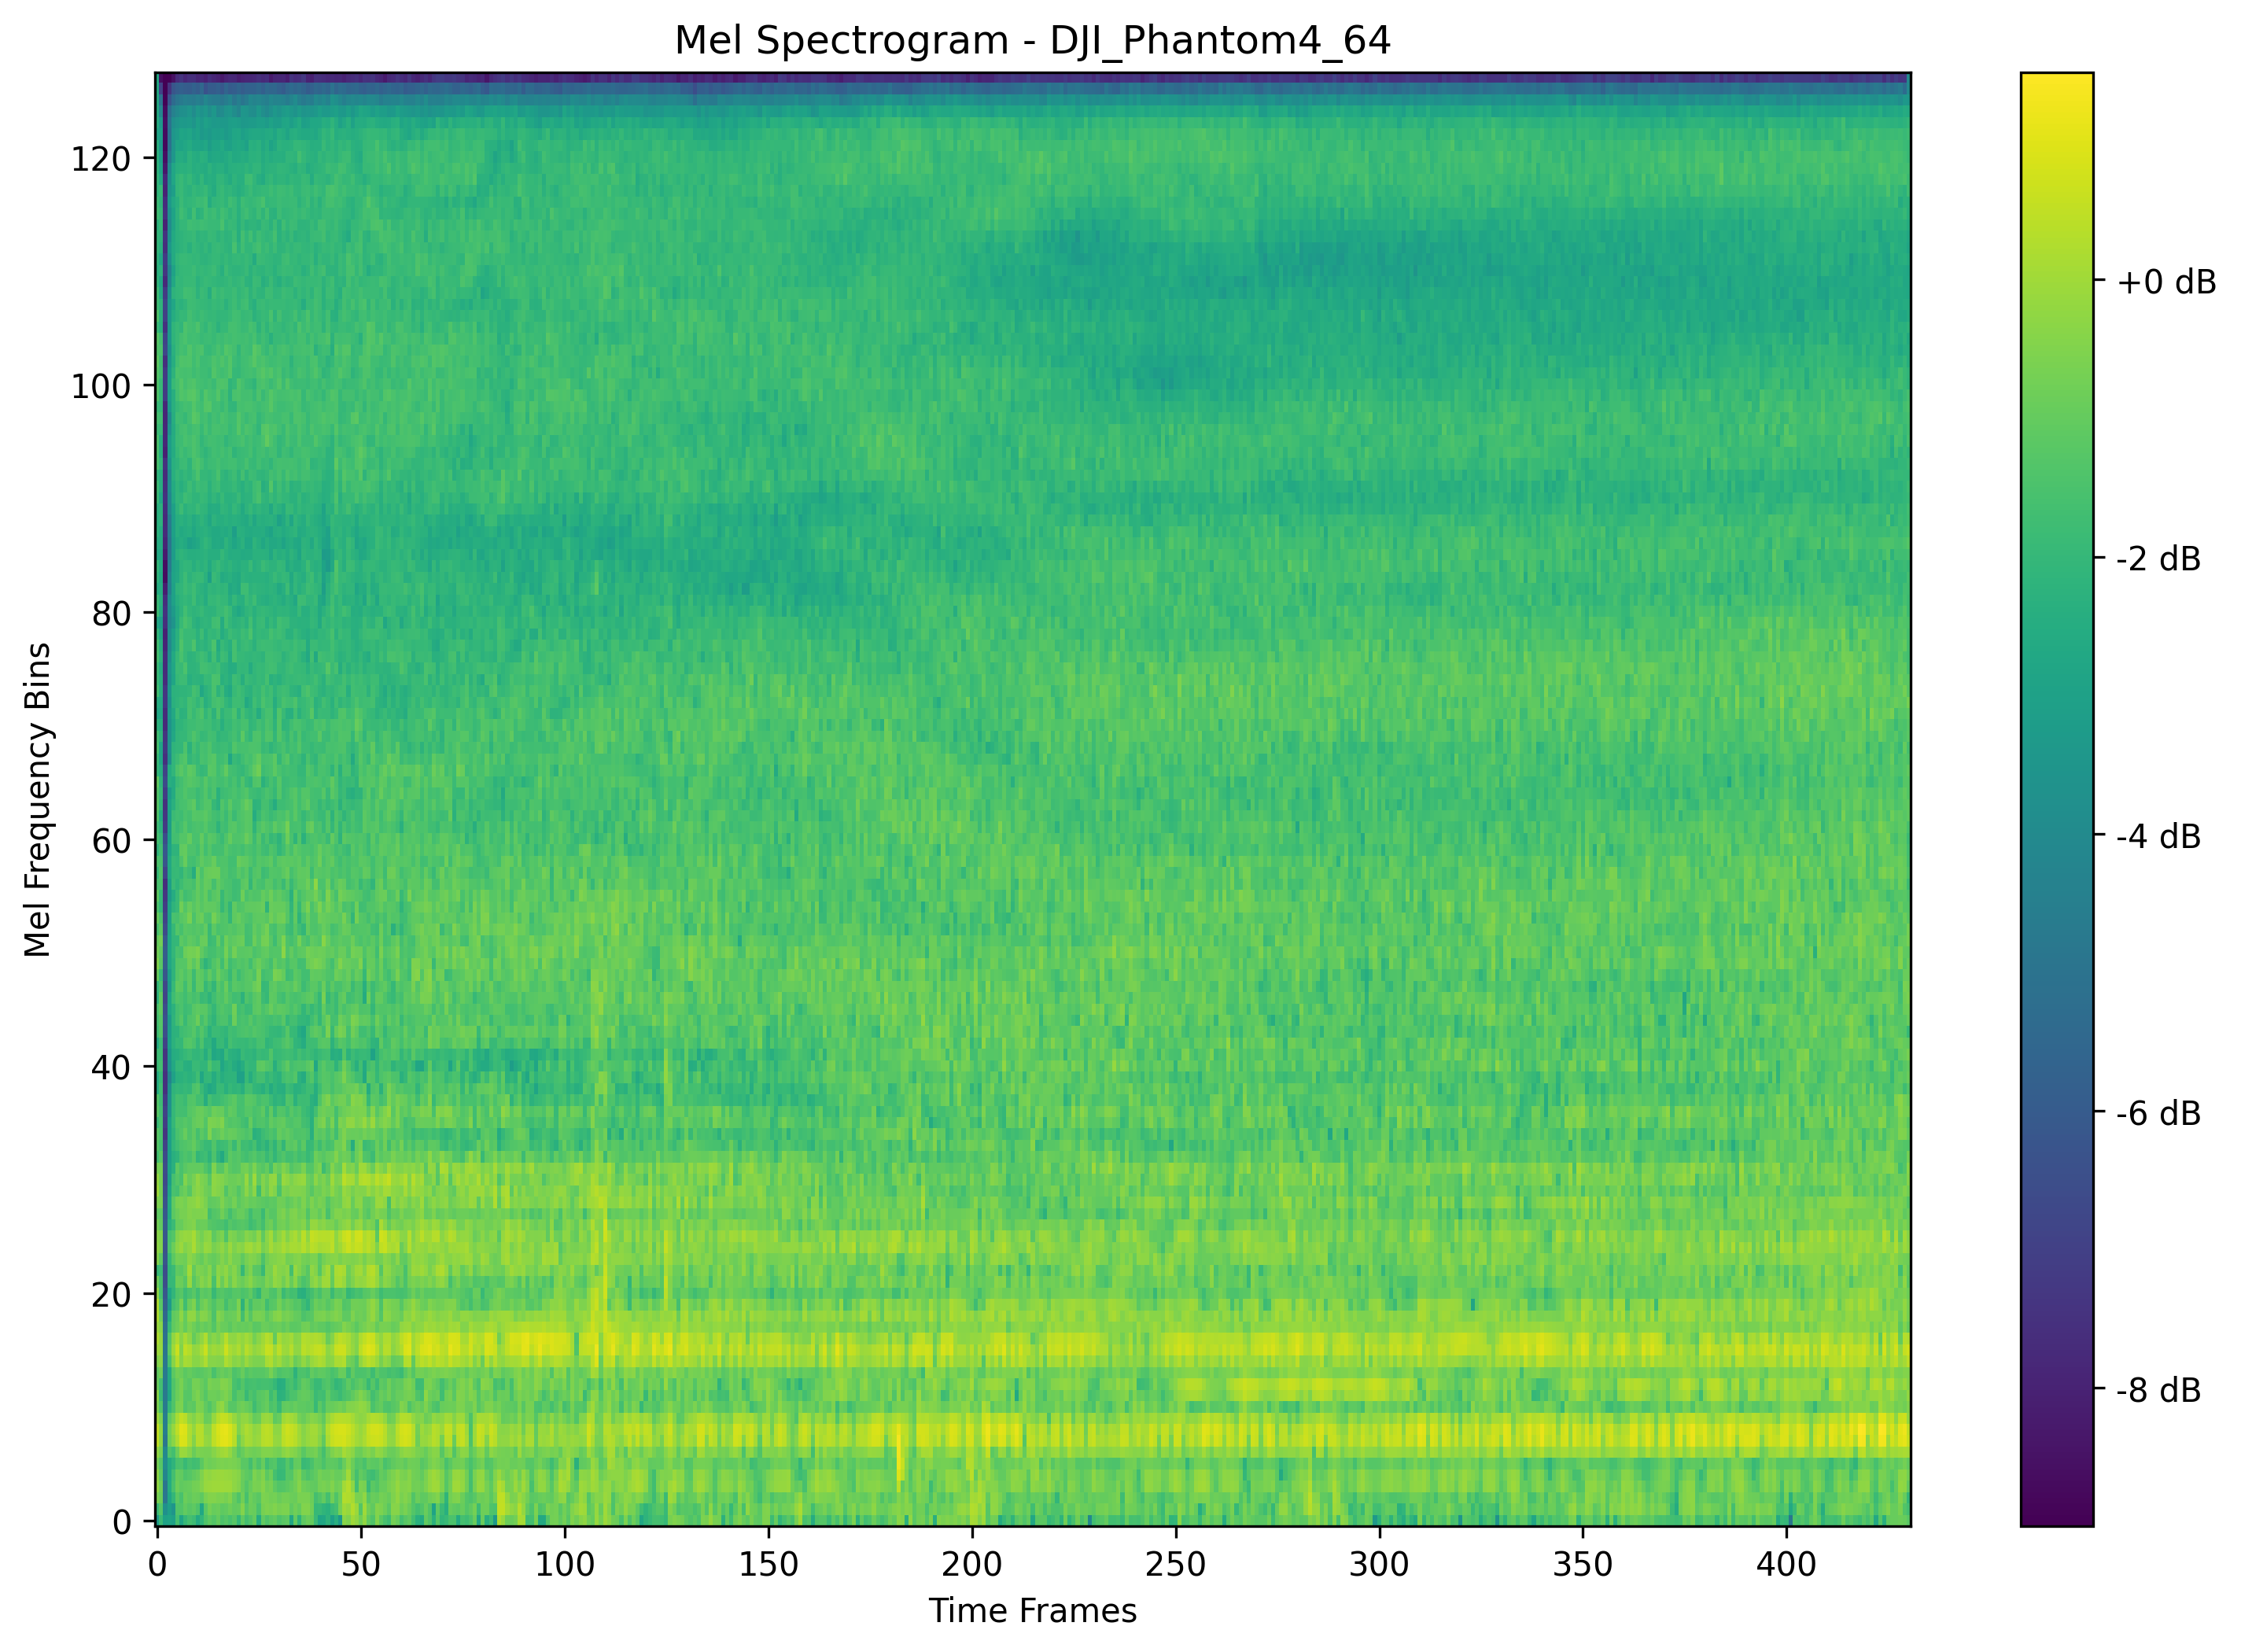 Mel Spectrogram - DJI_Phantom4_64
Mel Frequency Bins
120
100
80
60
40
20
0
0 50 100 150 200 250 300 350 400
Time Frames
+0 dB
-2 dB
-4 dB
-6 dB
-8 dB